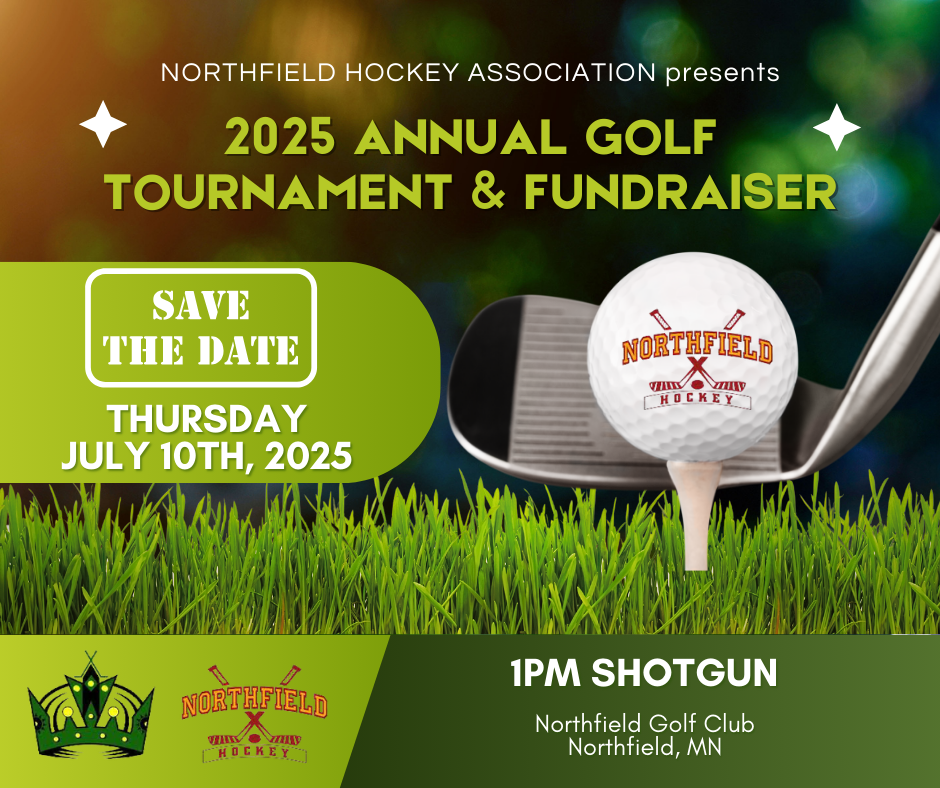 NORTHFIELD HOCKEY ASSOCIATION presents
2025 ANNUAL GOLF
TOURNAMENT & FUNDRAISER
SAVE
THE DATE
THURSDAY
JULY 10TH, 2025
NORTHFIELD
HOCKEY
NORTHFIELD
HOCKEY
1PM SHOTGUN
Northfield Golf Club
Northfield, MN